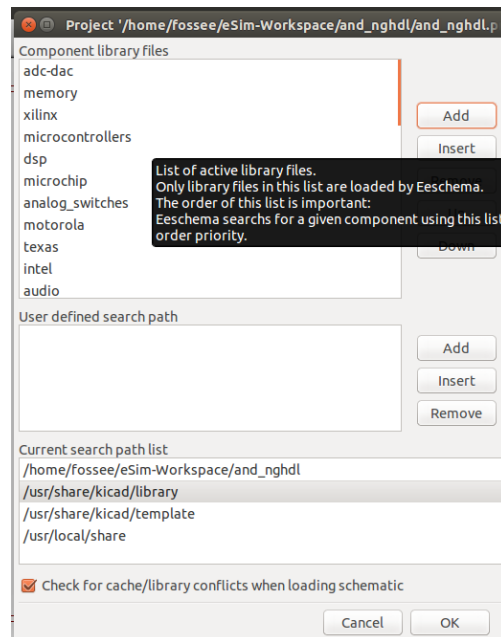 Project '/home/fossee/eSim-Workspace/and_nghdl/and_nghdl.p
Component library files
adc-dac
memory
xilinx
microcontrollers
dsp
microchip
analog_switches
motorola
texas
intel
audio
Add
Insert
Remove
Down
List of active library files.
Only library files in this list are loaded by Eeschema.
The order of this list is important:
Eeschema searchs for a given component using this list
order priority.
User defined search path
Add
Insert
Remove
Current search path list
/home/fossee/eSim-Workspace/and_nghdl
/usr/share/kicad/library
/usr/share/kicad/template
/usr/local/share
Check for cache/library conflicts when loading schematic
Cancel
OK